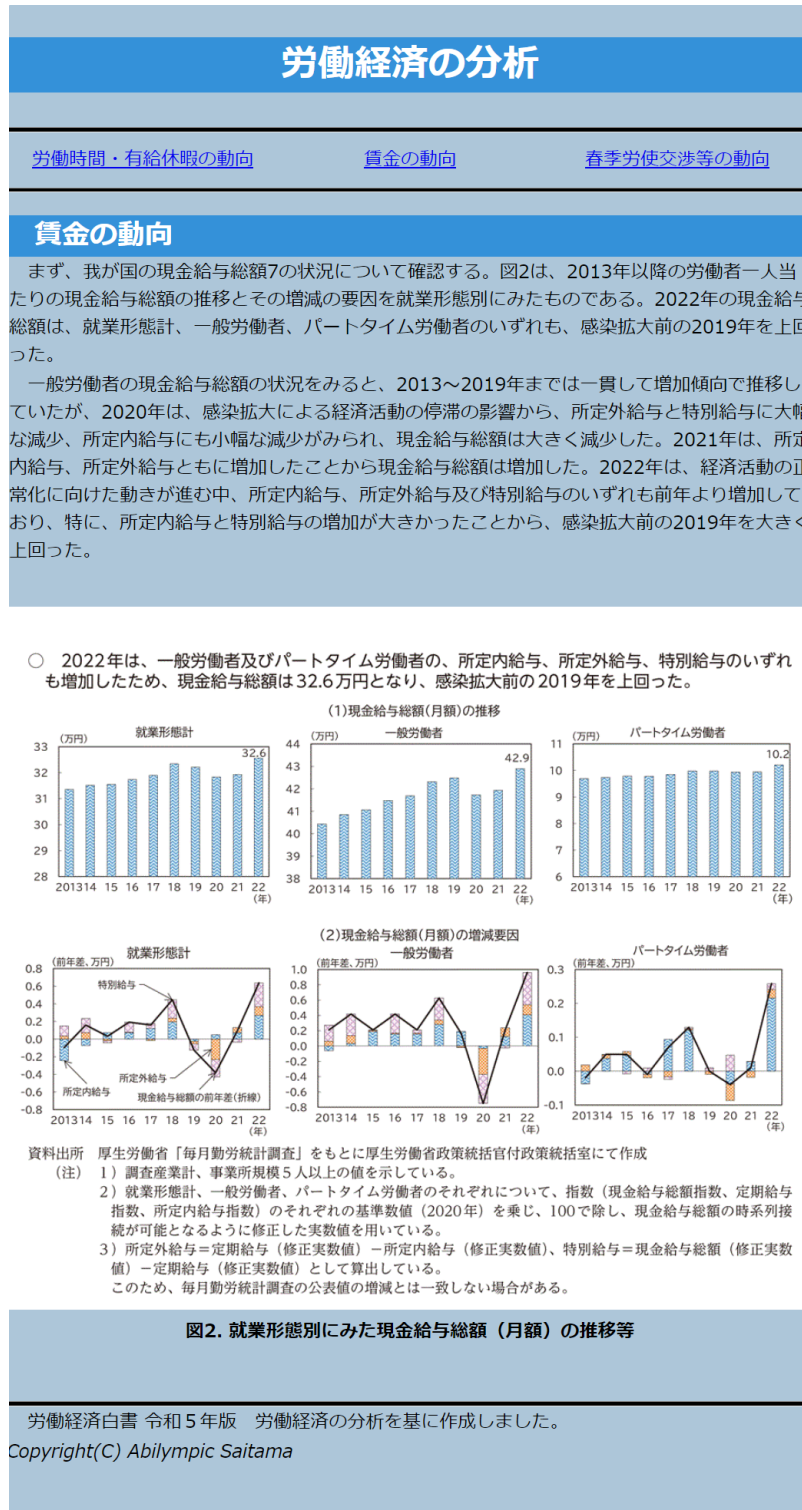 労働経済の分析
労働時間・有給休暇の動向 賃金の動向 春季労使交渉等の動向
賃金の動向
まず、我が国の現金給与総額7の状況について確認する。図2は、2013年以降の労働者一人当
たりの現金給与総額の推移とその増減の要因を就業形態別にみたものである。2022年の現金給与
総額は、就業形態計、一般労働者、パートタイム労働者のいずれも、感染拡大前の2019年を上回
った。
一般労働者の現金給与総額の状況をみると、2013～2019年までは一貫して増加傾向で推移し
ていたが、2020年は、感染拡大による経済活動の停滞の影響から、所定外給与と特別給与に大幅
な減少、所定内給与にも小幅な減少がみられ、現金給与総額は大きく減少した。2021年は、所定
内給与、所定外給与ともに増加したことから現金給与総額は増加した。2022年は、経済活動の正
常化に向けた動きが進む中、所定内給与、所定外給与及び特別給与のいずれも前年より増加して
おり、特に、所定内給与と特別給与の増加が大きかったことから、感染拡大前の2019年を大きく
上回った。
○ 2022年は、一般労働者及びパートタイム労働者の、所定内給与、所定外給与、特別給与のいずれ
も増加したため、現金給与総額は32.6万円となり、感染拡大前の2019年を上回った。
(1)現金給与総額(月額)の推移
(万円) 就業形態計
33
32
31
30
29
28
32.6
2013 14 15 16 17 18 19 20 21 22
(年)
(万円) 一般労働者
44
43
42
41
40
39
38
42.9
2013 14 15 16 17 18 19 20 21 22
(年)
(万円) パートタイム労働者
11
10
9
8
7
6
10.2
2013 14 15 16 17 18 19 20 21 22
(年)
(2)現金給与総額(月額)の増減要因
(前年差、万円) 就業形態計
0.8
0.6
0.4
0.2
0.0
-0.2
-0.4
-0.6
-0.8
特別給与
所定内給与
所定外給与
現金給与総額の前年差(折線)
2013 14 15 16 17 18 19 20 21 22
(年)
(前年差、万円) 一般労働者
1.0
0.8
0.6
0.4
0.2
0.0
-0.2
-0.4
-0.6
-0.8
2013 14 15 16 17 18 19 20 21 22
(年)
(前年差、万円) パートタイム労働者
0.3
0.2
0.1
0.0
-0.1
2013 14 15 16 17 18 19 20 21 22
(年)
資料出所 厚生労働省「毎月勤労統計調査」をもとに厚生労働省政策統括官付政策統括室にて作成
(注) 1）調査産業計、事業所規模5人以上の値を示している。
2）就業形態計、一般労働者、パートタイム労働者のそれぞれについて、指数（現金給与総額指数、定期給与
指数、所定内給与指数）のそれぞれの基準数値（2020年）を乗じ、100で除し、現金給与総額の時系列接
続が可能となるように修正した実数値を用いている。
3）所定外給与＝定期給与（修正実数値）－所定内給与（修正実数値）、特別給与＝現金給与総額（修正実数
値）－定期給与（修正実数値）として算出している。
このため、毎月勤労統計調査の公表値の増減とは一致しない場合がある。
図2. 就業形態別にみた現金給与総額（月額）の推移等
労働経済白書 令和５年版 労働経済の分析を基に作成しました。
Copyright(C) Abilympic Saitama